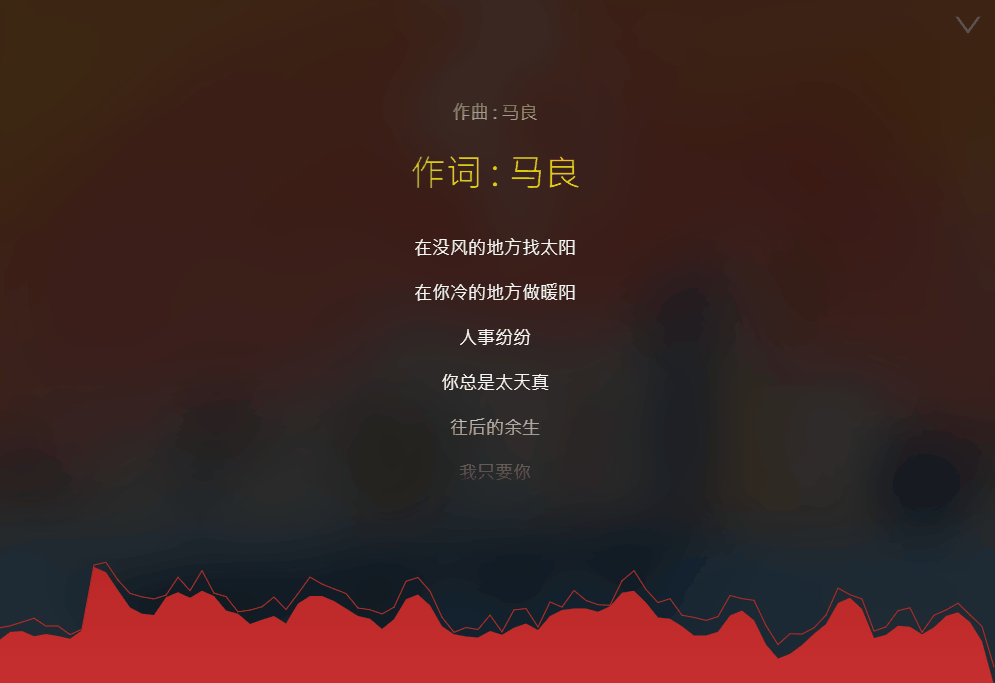 作曲 : 马良
作词 : 马良
在没风的地方找太阳
在你冷的地方做暖阳
人事纷纷
你总是太天真
往后的余生
我只要你